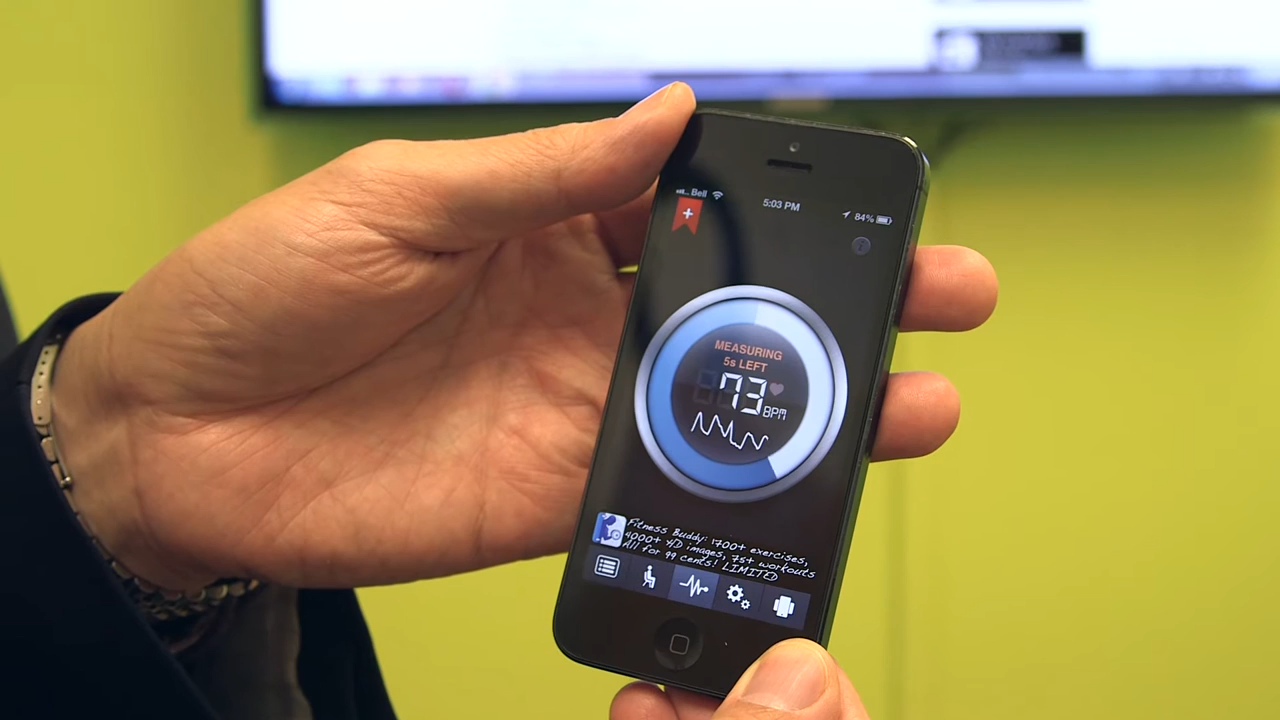 Bell
5:03 PM
84%
MEASURING
5s LEFT
73
BPM
Fitness Buddy: 1700+ exercises,
4000+ HD images, 75+ workouts
All for 99 cents! LIMITED